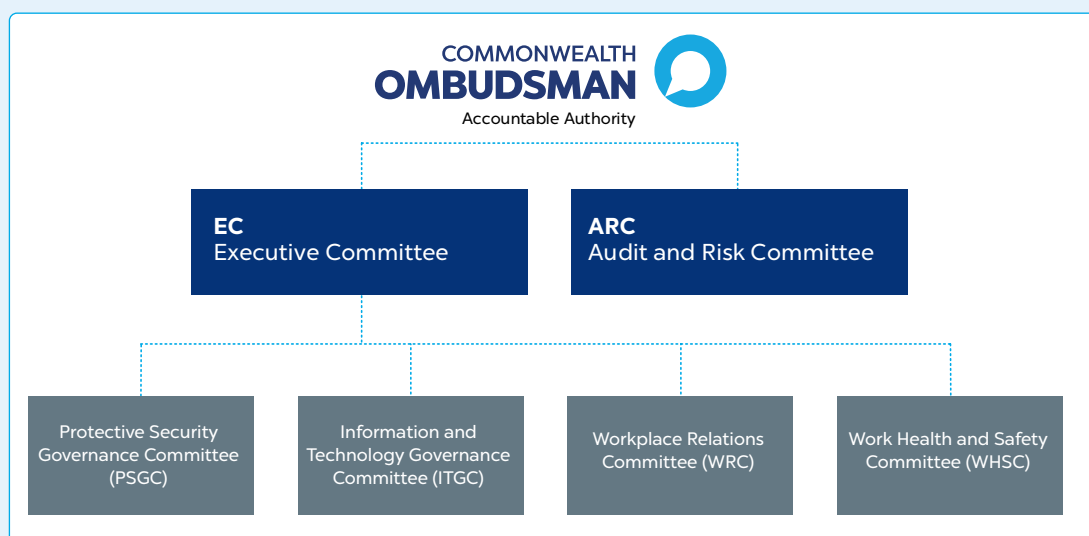 COMMONWEALTH
OMBUDSMAN
Accountable Authority
EC
Executive Committee
ARC
Audit and Risk Committee
Protective Security
Governance Committee
(PSGC)
Information and
Technology Governance
Committee (ITGC)
Workplace Relations
Committee (WRC)
Work Health and Safety
Committee (WHSC)